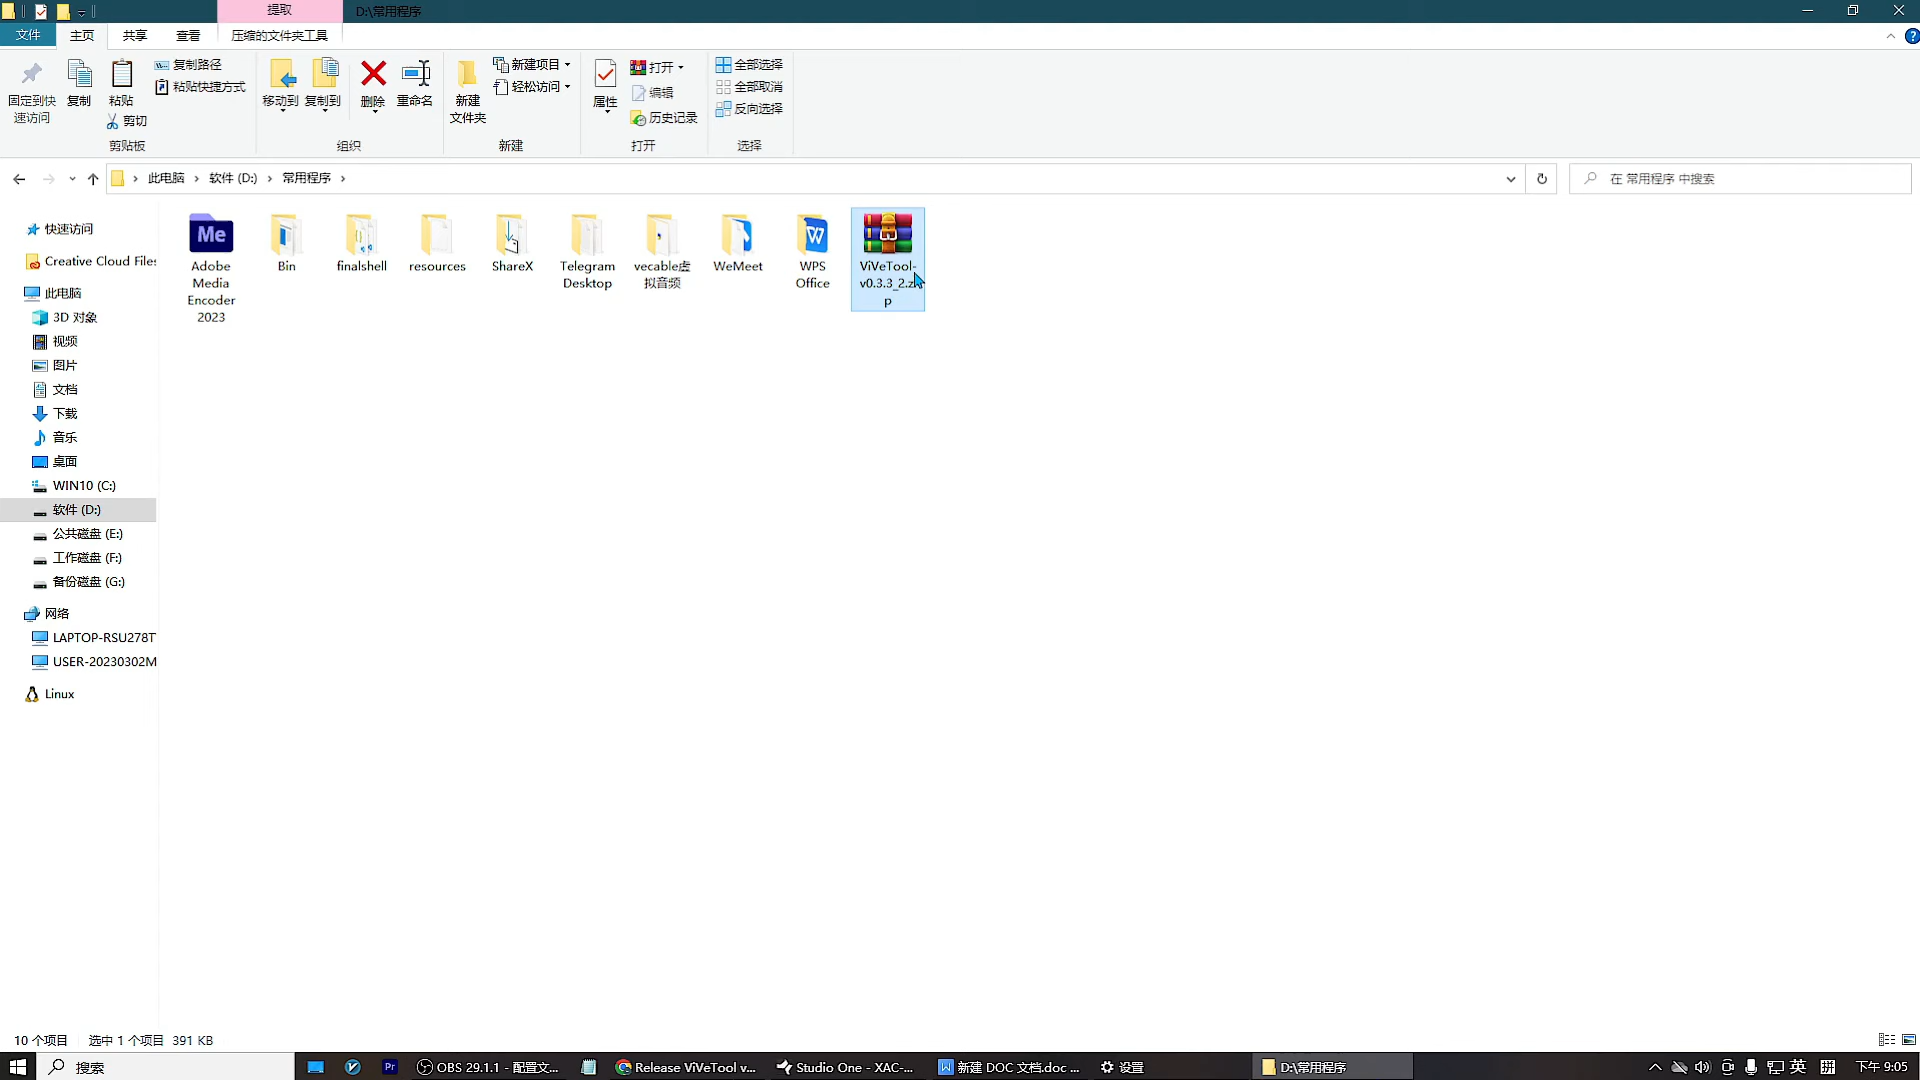 提取
D:\常用程序
文件
主页
共享
查看
压缩的文件夹工具
固定到快
速访问
复制
粘贴
复制路径
粘贴快捷方式
剪切
剪贴板
移动到
复制到
删除
重命名
组织
新建
文件夹
新建项目
轻松访问
新建
属性
打开
编辑
历史记录
打开
全部选择
全部取消
反向选择
选择
此电脑
软件 (D:)
常用程序
在 常用程序 中搜索
快速访问
Creative Cloud Files
此电脑
3D 对象
视频
图片
文档
下载
音乐
桌面
WIN10 (C:)
软件 (D:)
公共磁盘 (E:)
工作磁盘 (F:)
备份磁盘 (G:)
网络
LAPTOP-RSU278T
USER-20230302M
Linux
Me
Adobe
Media
Encoder
2023
Bin
finalshell
resources
ShareX
Telegram
Desktop
vecable虚
拟音频
WeMeet
WPS
Office
ViVeTool-
v0.3.3_2.zi
p
10 个项目
选中 1 个项目 391 KB
搜索
Pr
OBS 29.1.1 - 配置文...
Release ViVeTool v...
Studio One - XAC-...
新建 DOC 文档.doc ...
设置
D:\常用程序
英
拼
下午 9:05